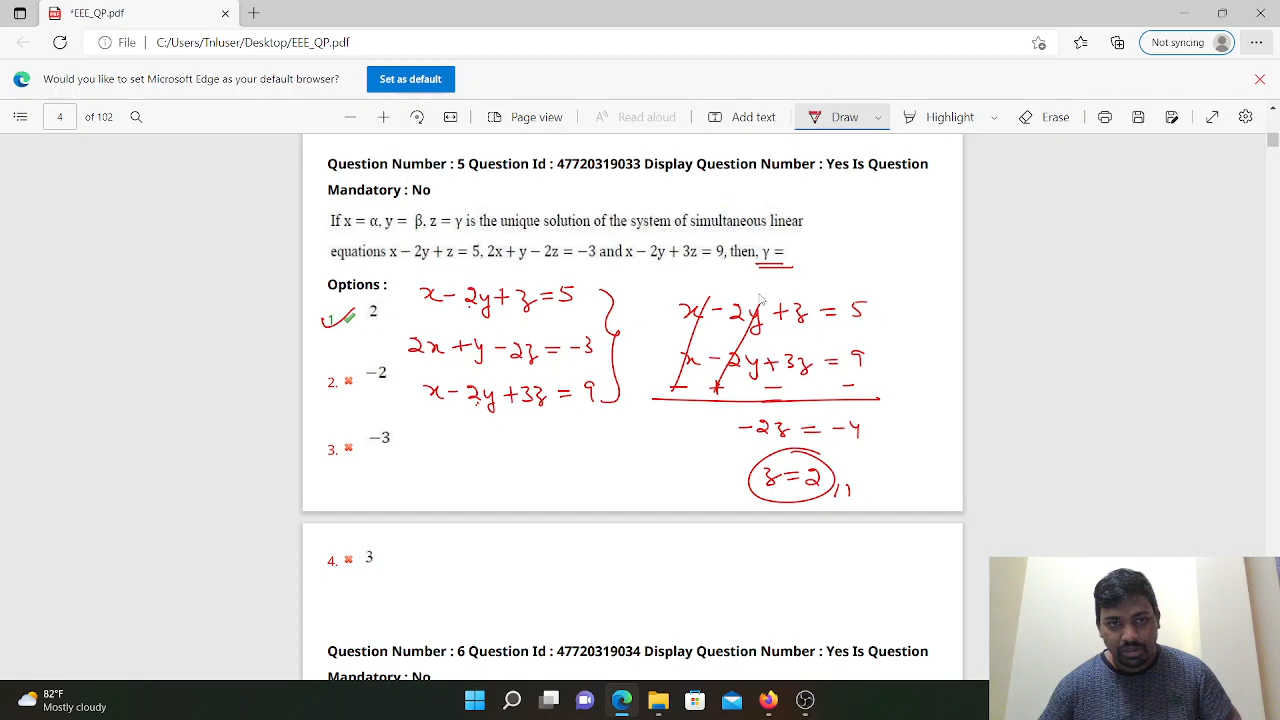 *EEE_QP.pdf
File C:/Users/Tnluser/Desktop/EEE_QP.pdf
Not syncing
Would you like to set Microsoft Edge as your default browser? Set as default
4 of 102 Page view Read aloud Add text Draw Highlight Erase
Question Number : 5 Question Id : 47720319033 Display Question Number : Yes Is Question
Mandatory : No
If x = α, y = β, z = γ is the unique solution of the system of simultaneous linear
equations x − 2y + z = 5, 2x + y − 2z = −3 and x − 2y + 3z = 9, then, γ =
Options :
1. 2
2. −2
3. −3
x - 2y + z = 5
2x + y - 2z = -3
x - 2y + 3z = 9
x - 2y + z = 5
x - 2y + 3z = 9
- + - -
-2z = -4
z = 2 //
4. 3
Question Number : 6 Question Id : 47720319034 Display Question Number : Yes Is Question
Mandatory : No
82°F
Mostly cloudy